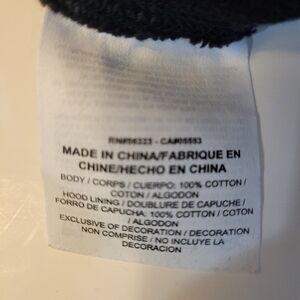 RN#56323 - CA#05553
MADE IN CHINA/FABRIQUE EN
CHINE/HECHO EN CHINA
BODY / CORPS / CUERPO: 100% COTTON /
COTON / ALGODON
HOOD LINING / DOUBLURE DE CAPUCHE /
FORRO DE CAPUCHA: 100% COTTON / COTON
/ ALGODON
EXCLUSIVE OF DECORATION / DECORATION
NON COMPRISE / NO INCLUYE LA
DECORACION